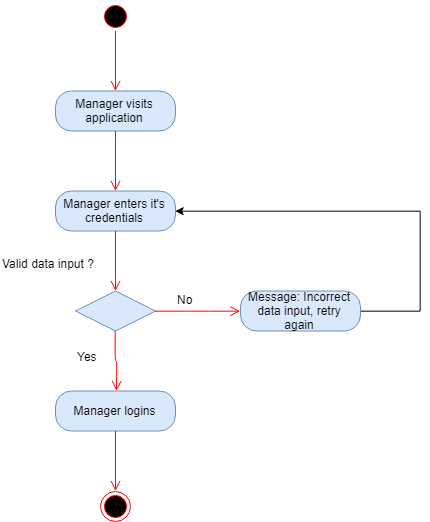 Manager visits
application
Manager enters it's
credentials
Valid data input ?
No
Message: Incorrect
data input, retry
again
Yes
Manager logins